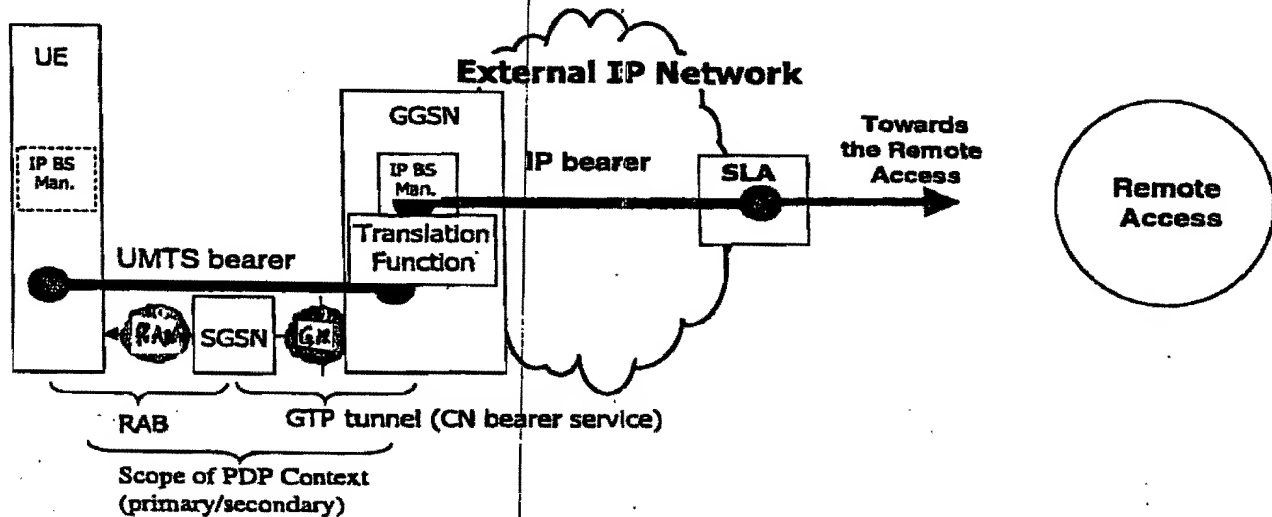 UE
External IP Network
GGSN
Towards
the Remote
Access
IP BS
Man.
IP BS
Man.
IP bearer
SLA
Remote
Access
Translation
Function
UMTS bearer
RAN
SGSN
GN
RAB
GTP tunnel (CN bearer service)
Scope of PDP Context
(primary/secondary)